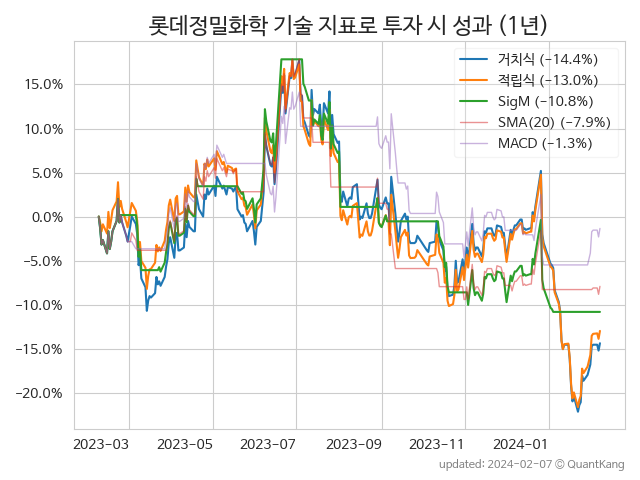 롯데정밀화학 기술 지표로 투자 시 성과 (1년)
거치식 (−14.4%)
적립식 (−13.0%)
SigM (−10.8%)
SMA(20) (−7.9%)
MACD (−1.3%)
15.0%
10.0%
5.0%
0.0%
−5.0%
−10.0%
−15.0%
−20.0%
2023−03 2023−05 2023−07 2023−09 2023−11 2024−01
updated: 2024−02−07 © QuantKang